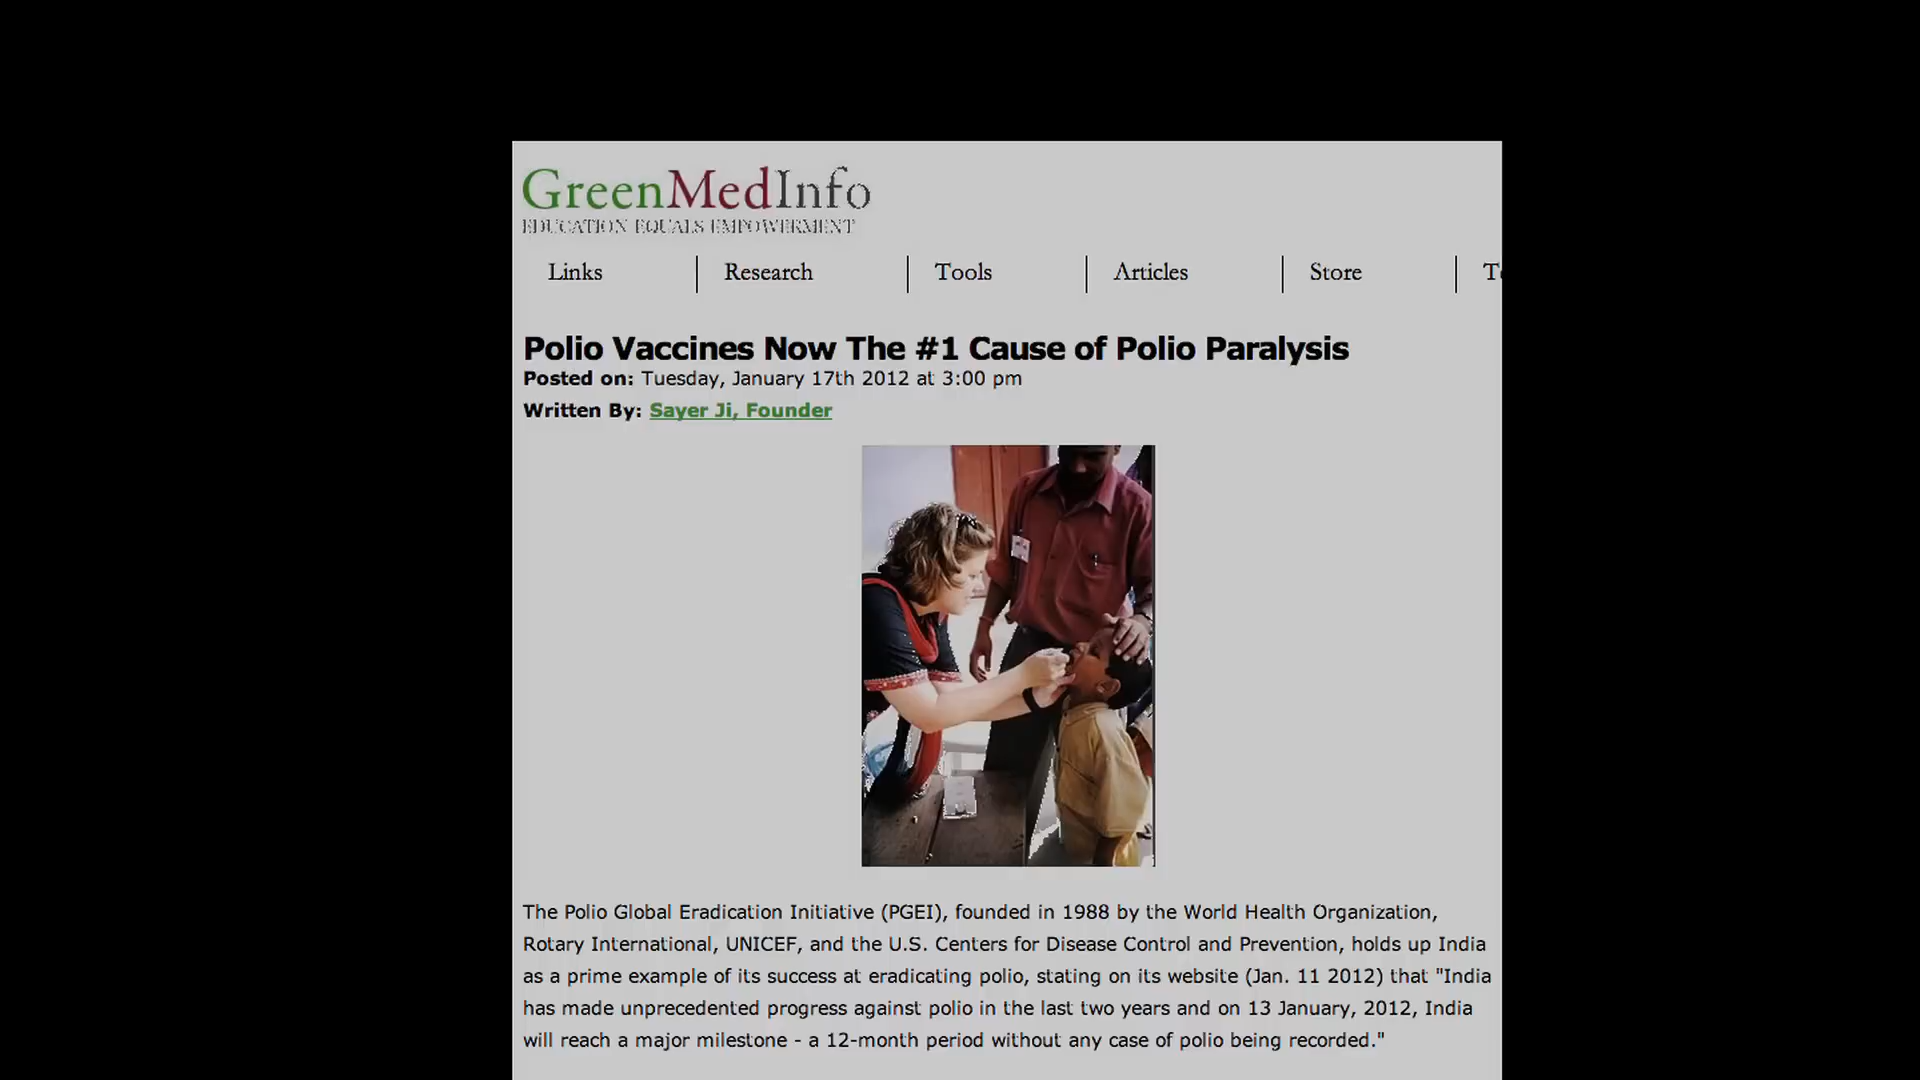 GreenMedInfo
EDUCATION EQUALS EMPOWERMENT
Links Research Tools Articles Store
Polio Vaccines Now The #1 Cause of Polio Paralysis
Posted on: Tuesday, January 17th 2012 at 3:00 pm
Written By: Sayer Ji, Founder
The Polio Global Eradication Initiative (PGEI), founded in 1988 by the World Health Organization,
Rotary International, UNICEF, and the U.S. Centers for Disease Control and Prevention, holds up India
as a prime example of its success at eradicating polio, stating on its website (Jan. 11 2012) that "India
has made unprecedented progress against polio in the last two years and on 13 January, 2012, India
will reach a major milestone - a 12-month period without any case of polio being recorded."